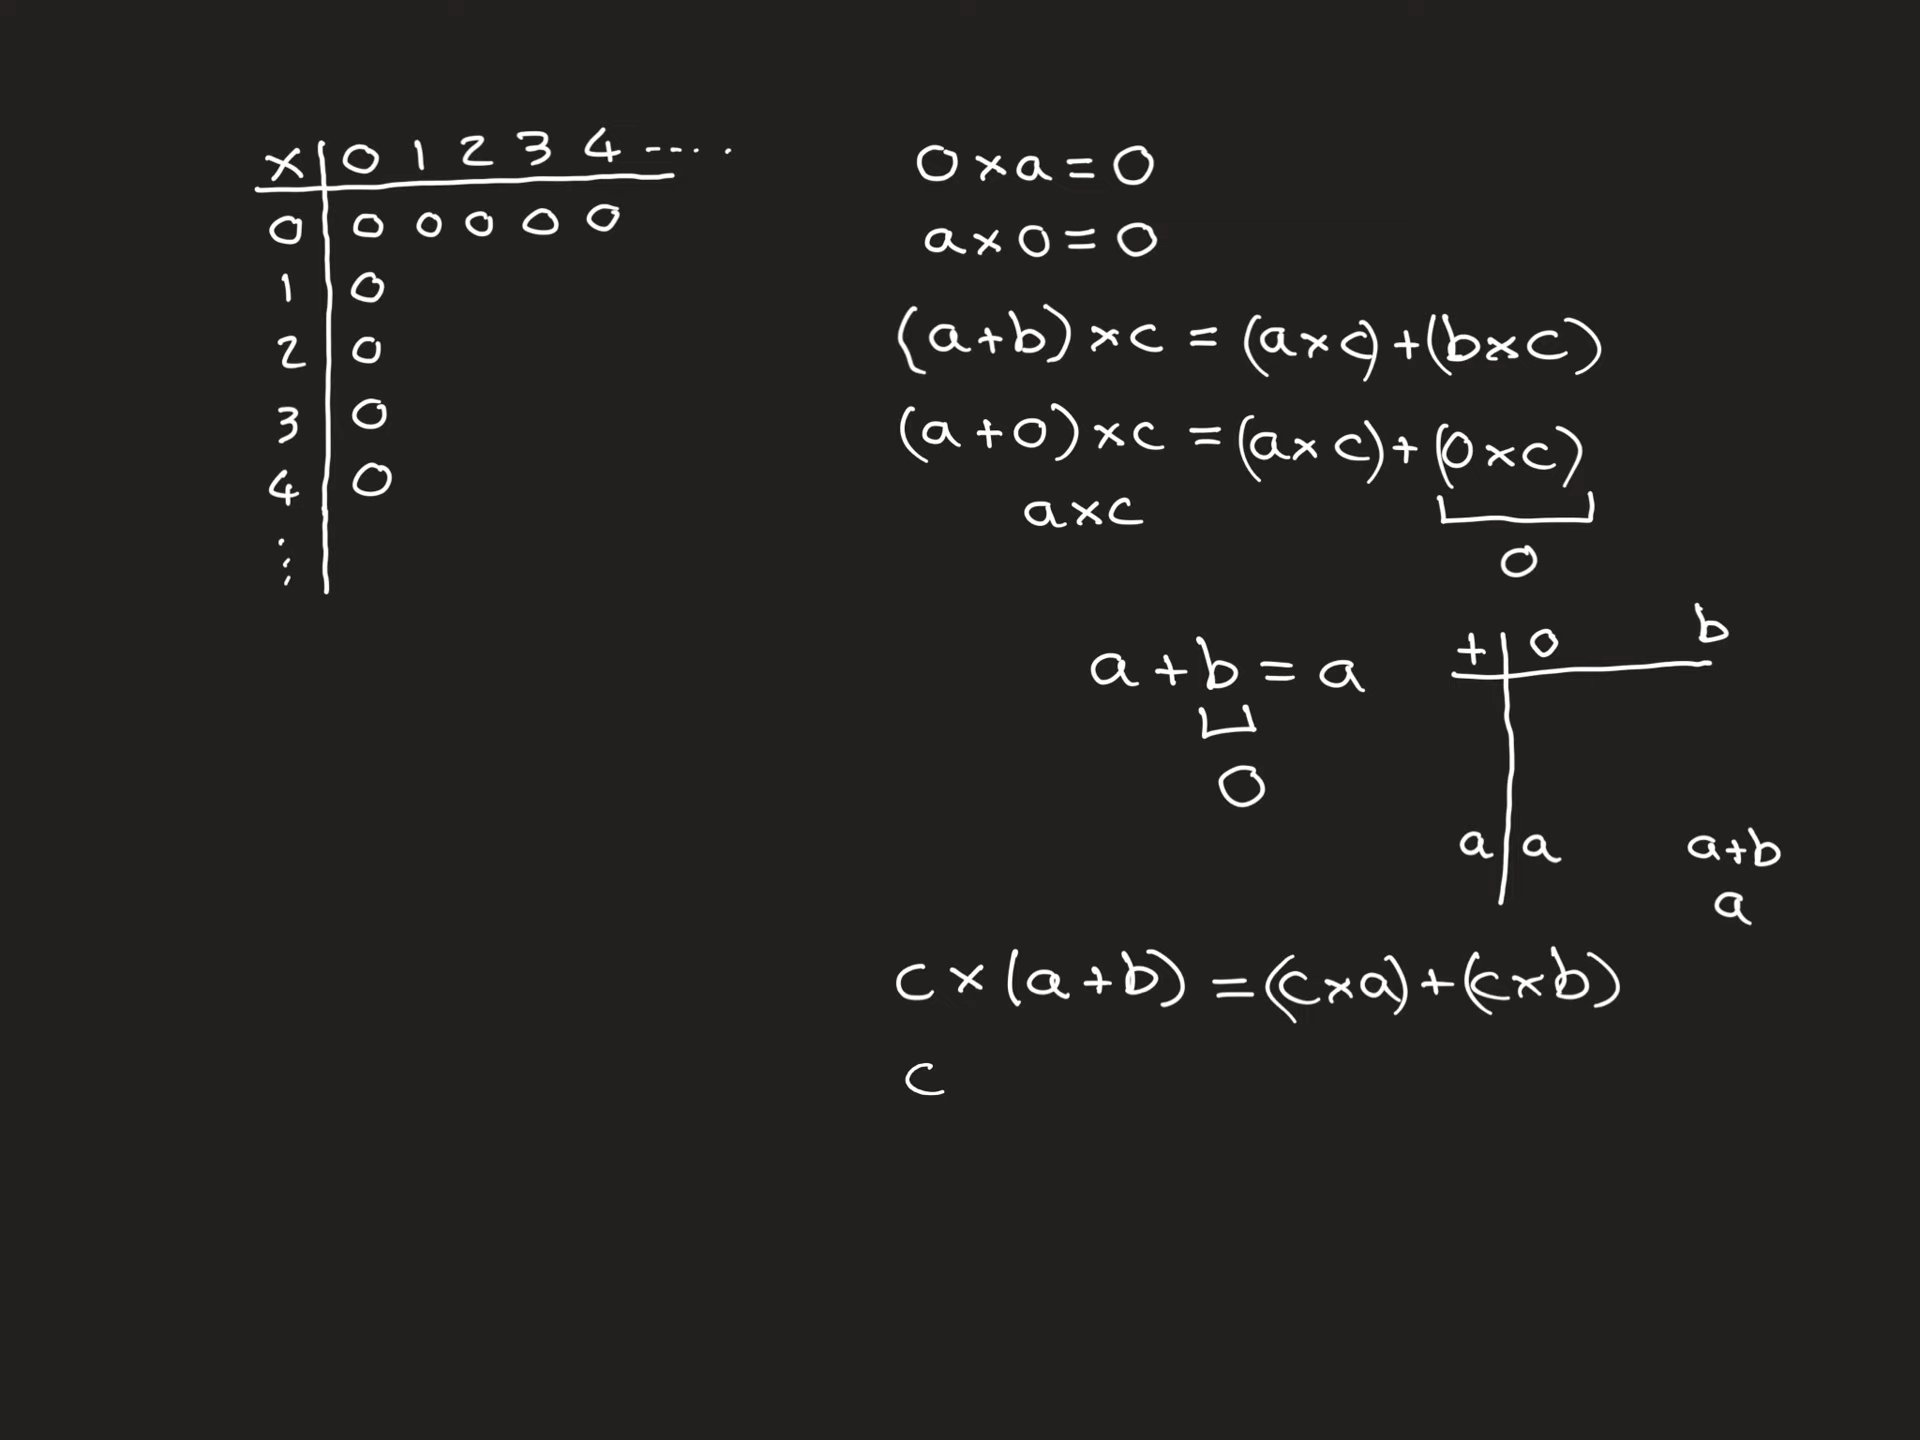 × 0 1 2 3 4 ....
0 0 0 0 0 0
1 0
2 0
3 0
4 0
⋮
0 × a = 0
a × 0 = 0
(a+b) × c = (a×c) + (b×c)
(a+0) × c = (a×c) + (0×c)
a×c
0
a + b = a
0
+ 0 b
a a a+b
a
c × (a+b) = (c×a) + (c×b)
c